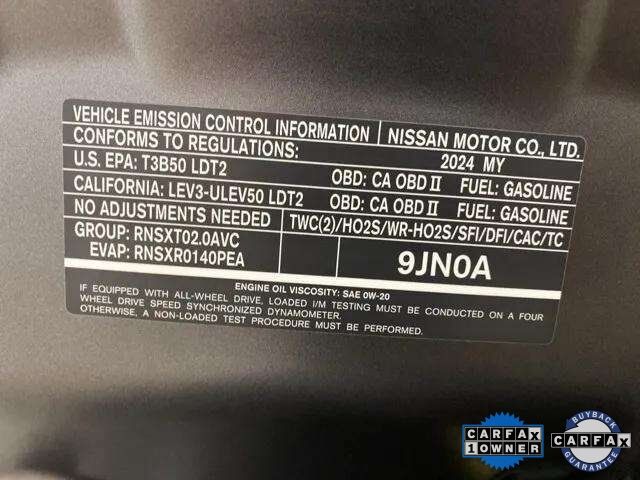 VEHICLE EMISSION CONTROL INFORMATION NISSAN MOTOR CO., LTD.
CONFORMS TO REGULATIONS: 2024 MY
U.S. EPA: T3B50 LDT2 OBD: CA OBD II FUEL: GASOLINE
CALIFORNIA: LEV3-ULEV50 LDT2 OBD: CA OBD II FUEL: GASOLINE
NO ADJUSTMENTS NEEDED TWC(2)/HO2S/WR-HO2S/SFI/DFI/CAC/TC
GROUP: RNSXT02.0AVC
EVAP: RNSXR0140PEA
9JN0A
ENGINE OIL VISCOSITY: SAE 0W-20
IF EQUIPPED WITH ALL-WHEEL DRIVE, LOADED I/M TESTING MUST BE CONDUCTED ON A FOUR
WHEEL DRIVE SPEED SYNCHRONIZED DYNAMOMETER.
OTHERWISE, A NON-LOADED TEST PROCEDURE MUST BE PERFORMED.
CARFAX
1 OWNER
BUYBACK
CARFAX
GUARANTEE